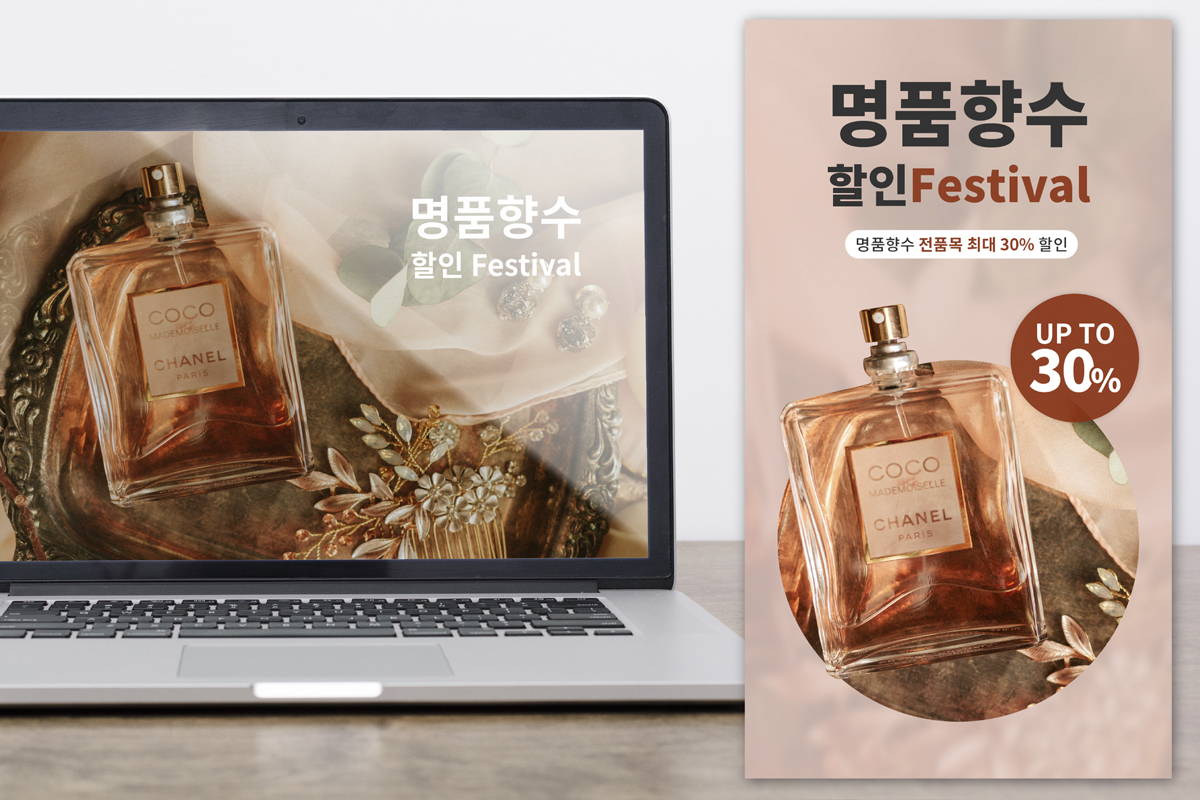 명품향수
할인 Festival
COCO
MADEMOISELLE
CHANEL
PARIS
명품향수
할인Festival
명품향수 전품목 최대 30% 할인
UP TO
30%
COCO
MADEMOISELLE
CHANEL
PARIS